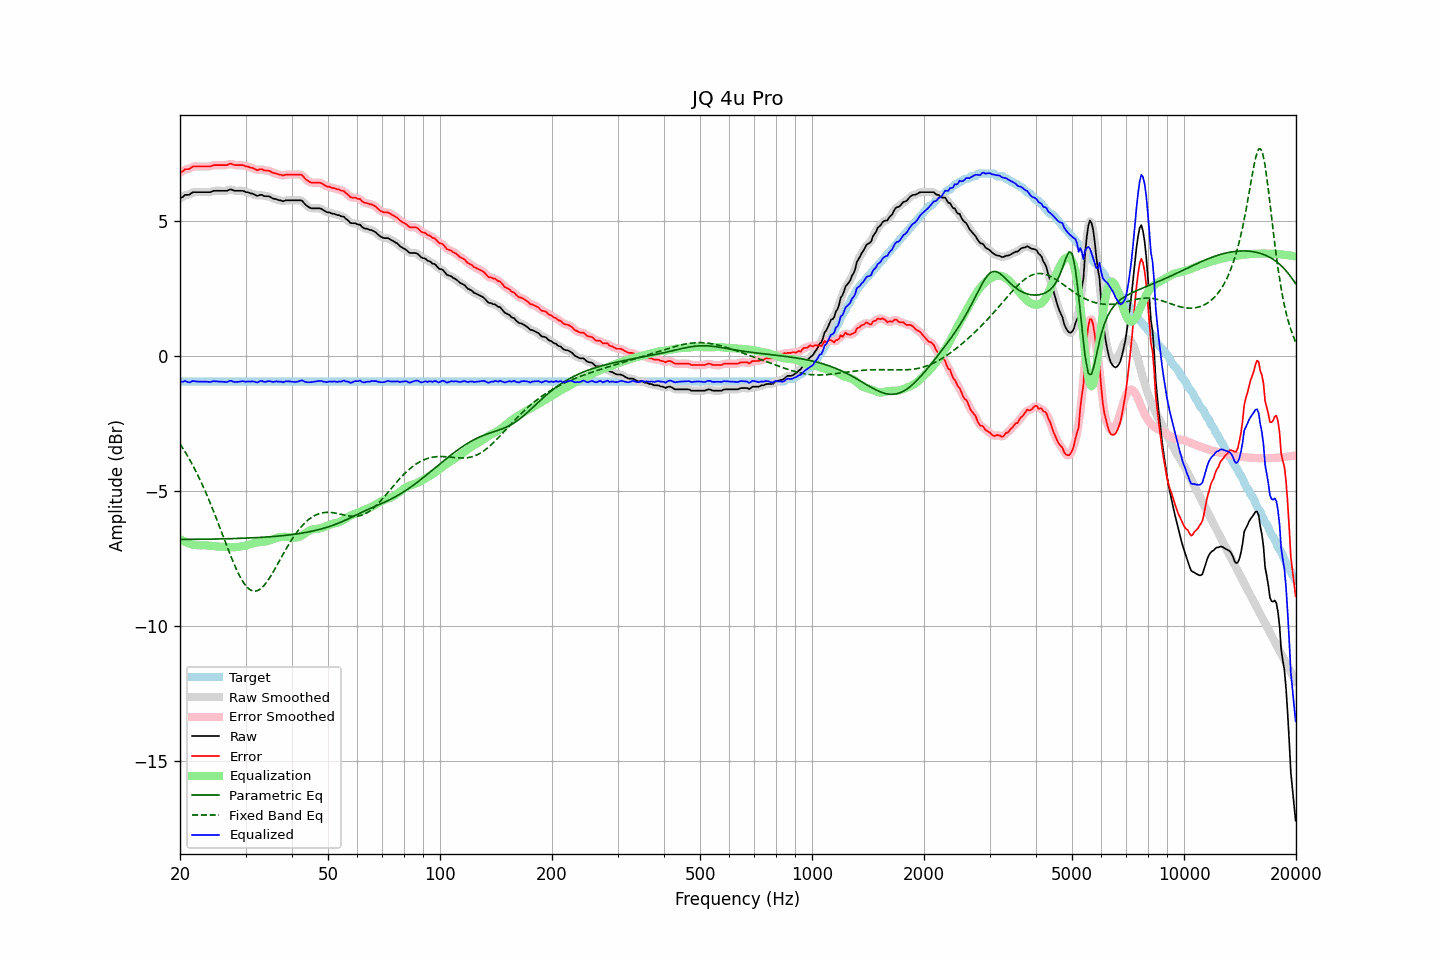 JQ 4u Pro
Amplitude (dBr)
5
0
−5
−10
−15
Target
Raw Smoothed
Error Smoothed
Raw
Error
Equalization
Parametric Eq
Fixed Band Eq
Equalized
20 50 100 200 500 1000 2000 5000 10000 20000
Frequency (Hz)